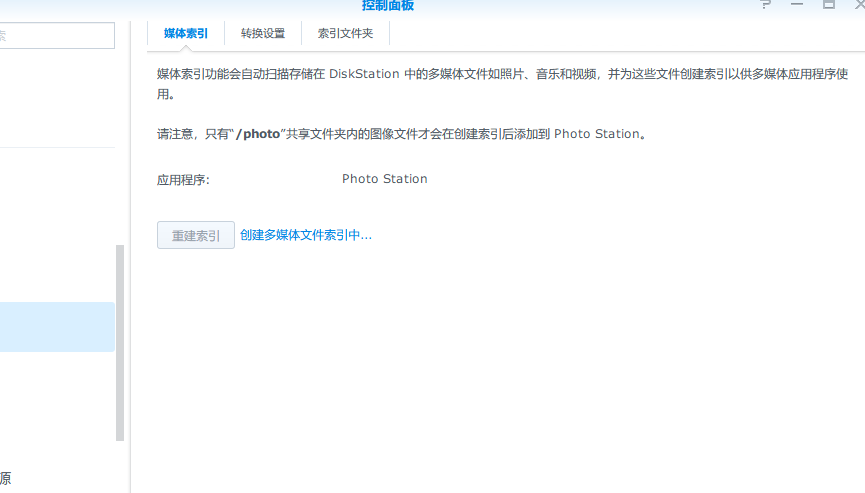 控制面板
索
媒体索引 转换设置 索引文件夹
媒体索引功能会自动扫描存储在 DiskStation 中的多媒体文件如照片、音乐和视频，并为这些文件创建索引以供多媒体应用程序使
用。
请注意，只有“/photo”共享文件夹内的图像文件才会在创建索引后添加到 Photo Station。
应用程序： Photo Station
重建索引 创建多媒体文件索引中...
源